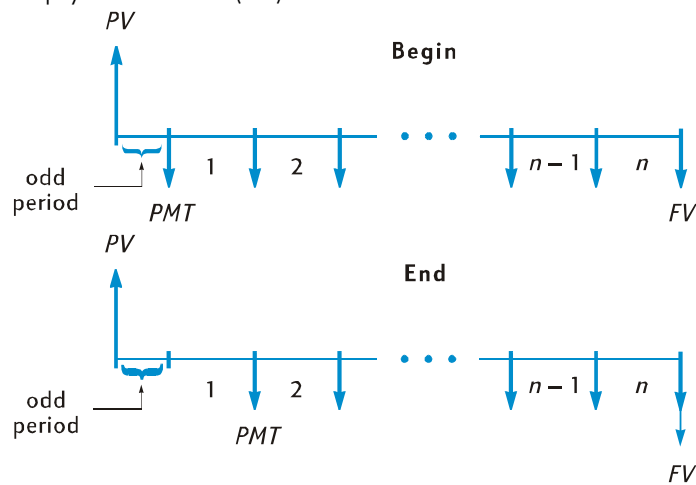 PV
Begin
1 2 n – 1 n
odd
period
PMT FV
PV
End
1 2 n – 1 n
odd
period
PMT
FV